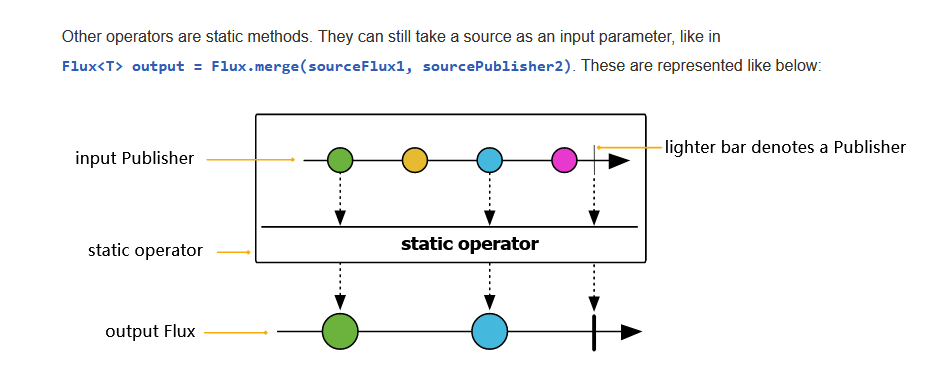 Other operators are static methods. They can still take a source as an input parameter, like in
Flux<T> output = Flux.merge(sourceFlux1, sourcePublisher2). These are represented like below:
input Publisher
lighter bar denotes a Publisher
static operator
static operator
output Flux